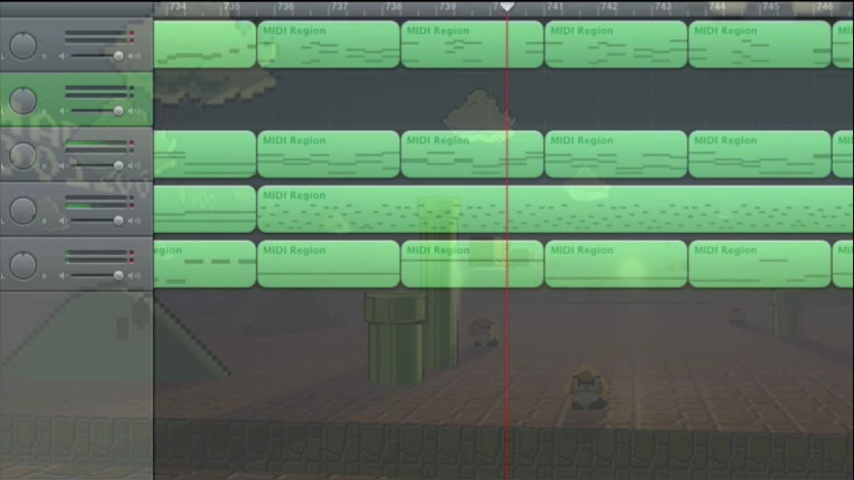 734 735 736 737 738 739 741 742 743 744 745 746
MIDI Region MIDI Region MIDI Region MIDI Region
MIDI Region MIDI Region MIDI Region MIDI Region
MIDI Region
egion MIDI Region MIDI Region MIDI Region MIDI Region